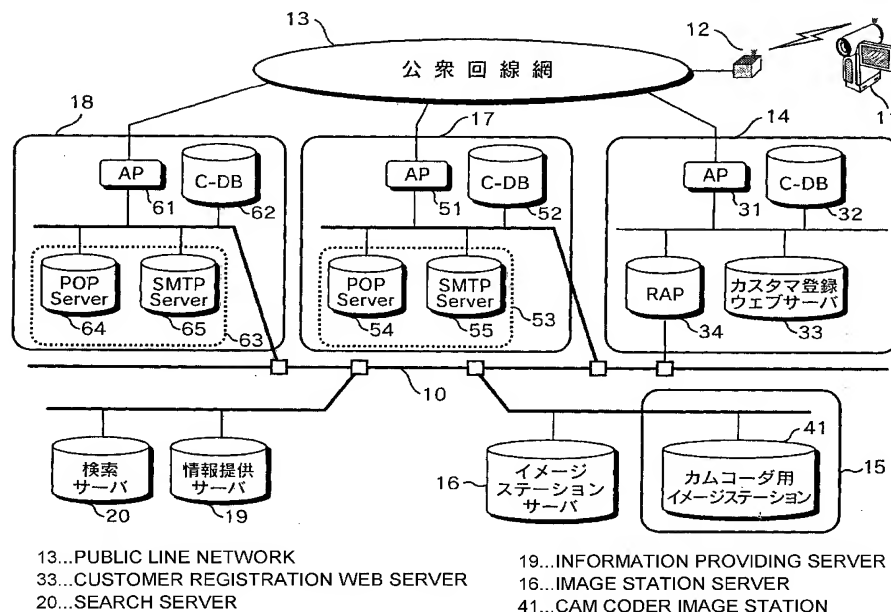 13
12
公衆回線網
11
18
17
14
AP
C-DB
AP
C-DB
AP
C-DB
61
62
51
52
31
32
POP
Server
SMTP
Server
POP
Server
SMTP
Server
RAP
カスタマ登録
ウェブサーバ
64
65
63
54
55
53
34
33
10
41
検索
サーバ
情報提供
サーバ
16
イメージ
ステーション
サーバ
カムコーダ用
イメージステーション
15
20
19
13...PUBLIC LINE NETWORK
33...CUSTOMER REGISTRATION WEB SERVER
20...SEARCH SERVER
19...INFORMATION PROVIDING SERVER
16...IMAGE STATION SERVER
41...CAM CODER IMAGE STATION